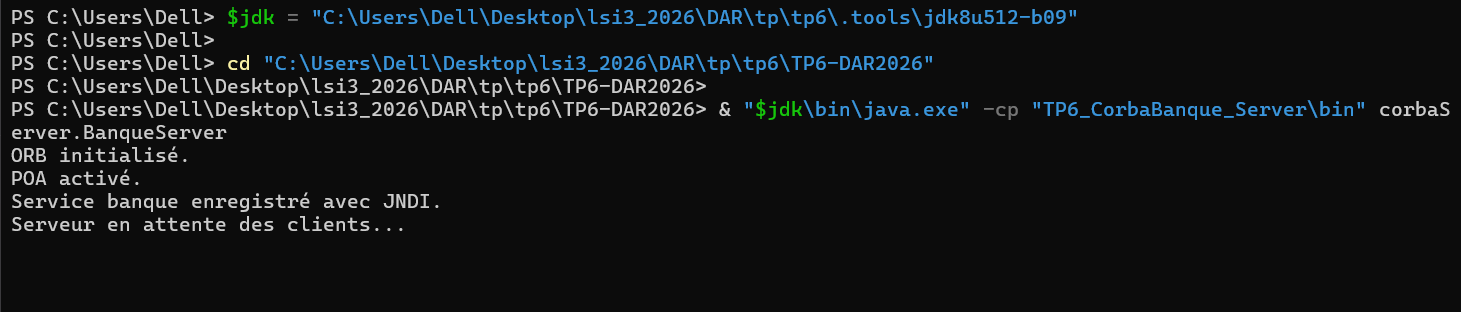 PS C:\Users\Dell> $jdk = "C:\Users\Dell\Desktop\lsi3_2026\DAR\tp\tp6\.tools\jdk8u512-b09"
PS C:\Users\Dell>
PS C:\Users\Dell> cd "C:\Users\Dell\Desktop\lsi3_2026\DAR\tp\tp6\TP6-DAR2026"
PS C:\Users\Dell\Desktop\lsi3_2026\DAR\tp\tp6\TP6-DAR2026>
PS C:\Users\Dell\Desktop\lsi3_2026\DAR\tp\tp6\TP6-DAR2026> & "$jdk\bin\java.exe" -cp "TP6_CorbaBanque_Server\bin" corbaS
erver.BanqueServer
ORB initialisé.
POA activé.
Service banque enregistré avec JNDI.
Serveur en attente des clients...